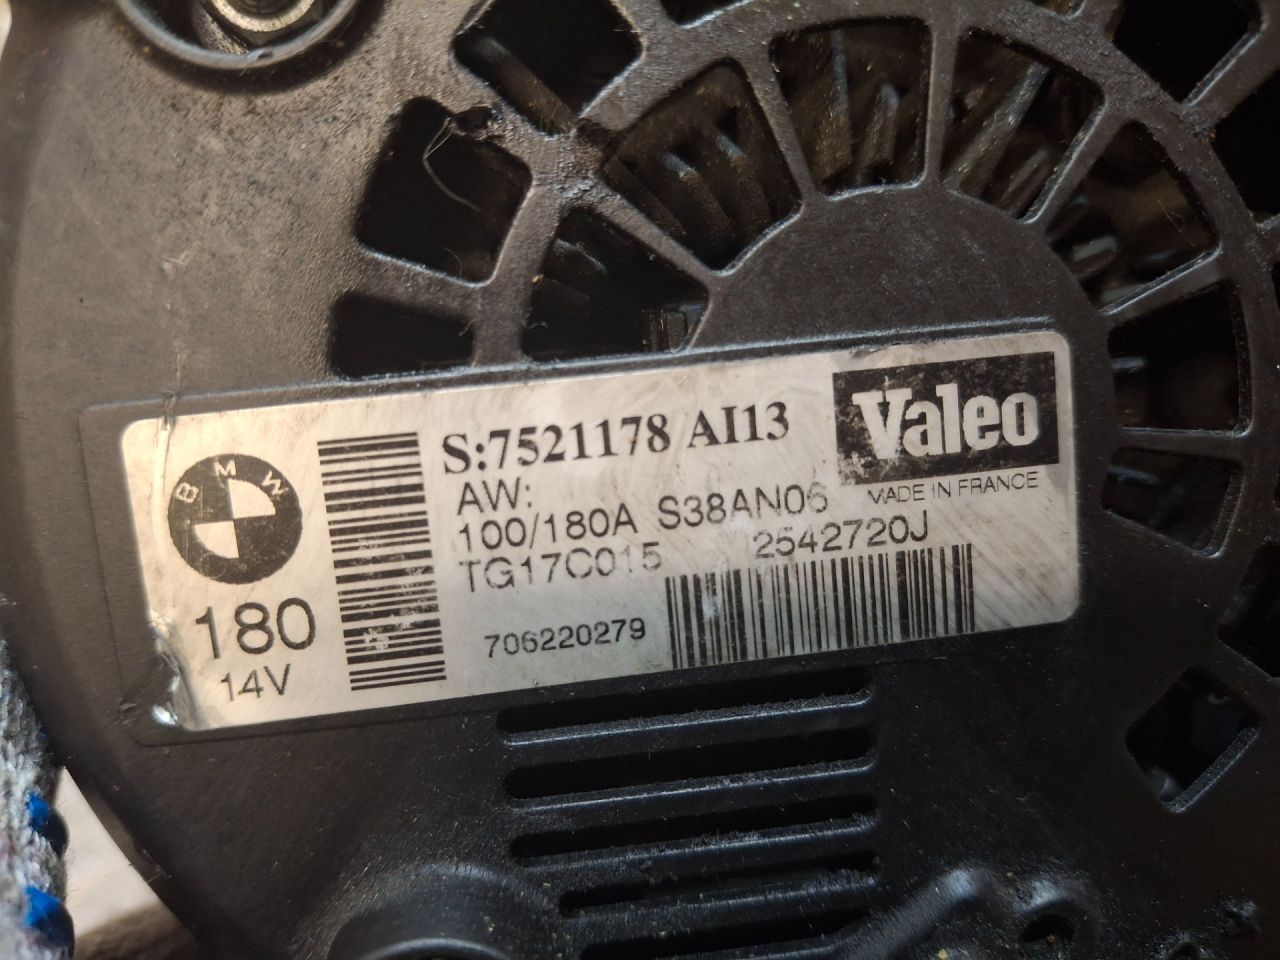 S:7521178 AI13
Valeo
MADE IN FRANCE
BMW
AW:
100/180A S38AN06
TG17C015 2542720J
180
14V
706220279